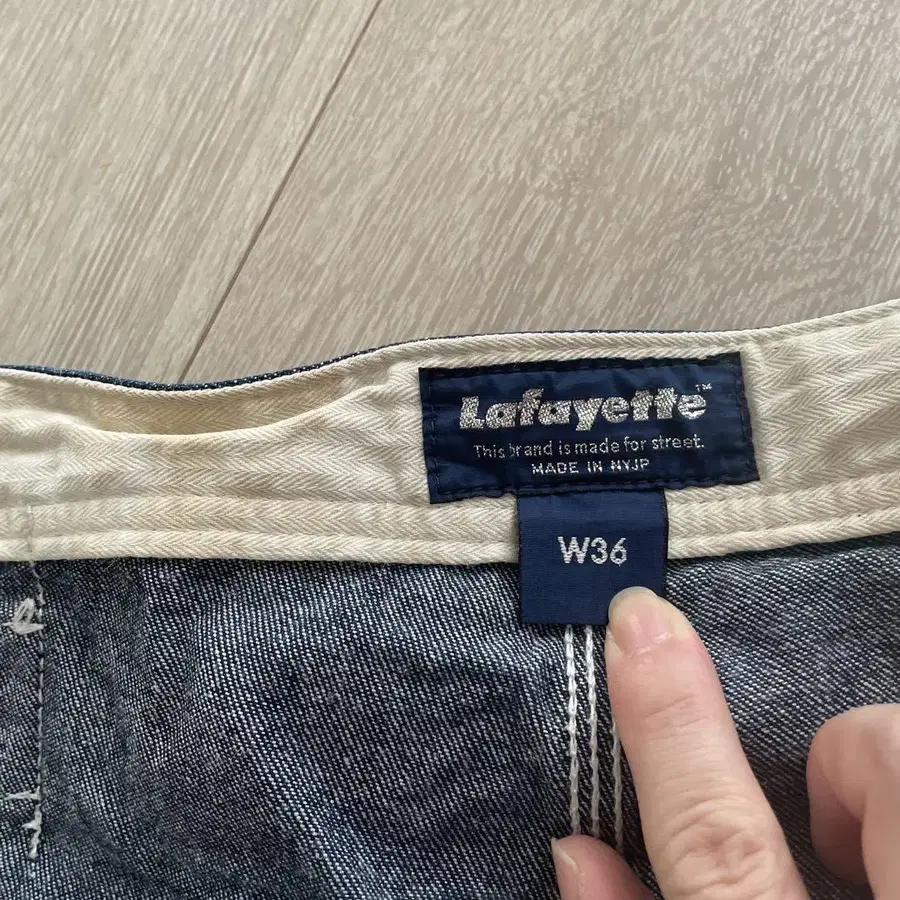 Lafayette™
This brand is made for street.
MADE IN NYJP
W36